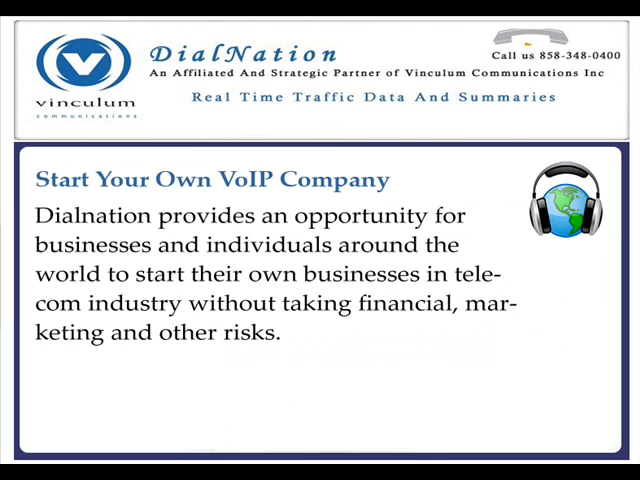 DialNation
Call us 858-348-0400
An Affiliated And Strategic Partner of Vinculum Communications Inc
vinculum
communications
Real Time Traffic Data And Summaries
Start Your Own VoIP Company
Dialnation provides an opportunity for
businesses and individuals around the
world to start their own businesses in tele-
com industry without taking financial, mar-
keting and other risks.